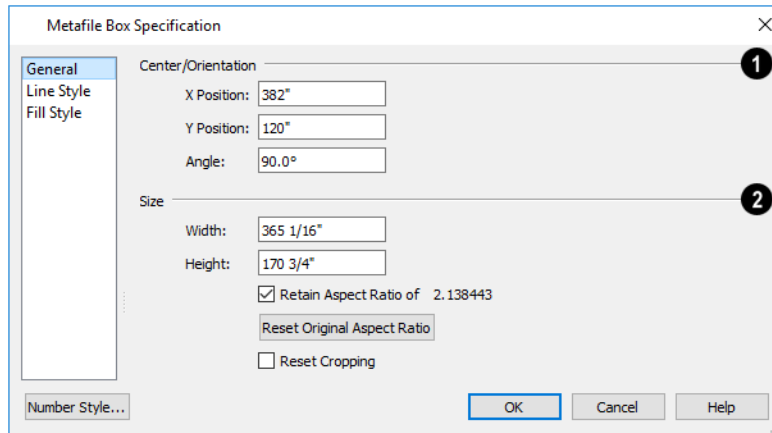 Metafile Box Specification
General
Line Style
Fill Style
Center/Orientation
1
X Position: 382"
Y Position: 120"
Angle: 90.0°
Size
2
Width: 365 1/16"
Height: 170 3/4"
Retain Aspect Ratio of 2.138443
Reset Original Aspect Ratio
Reset Cropping
Number Style... OK Cancel Help